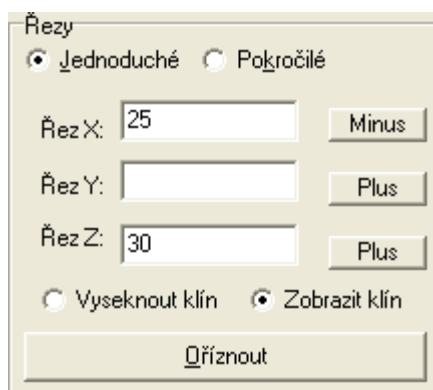 Řezy
Jednoduché Pokročilé
Řez X: 25 Minus
Řez Y: Plus
Řez Z: 30 Plus
Vyseknout klín Zobrazit klín
Oříznout